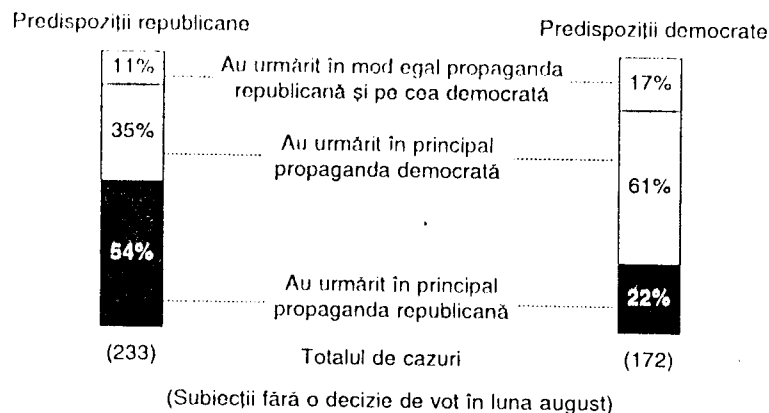 Predispoziții republicane
Predispoziții democrate
11%
Au urmărit în mod egal propaganda
republicană și pe cea democrată
17%
35%
Au urmărit în principal
propaganda democrată
61%
54%
Au urmărit în principal
propaganda republicană
22%
(233)
Totalul de cazuri
(172)
(Subiecții fără o decizie de vot în luna august)